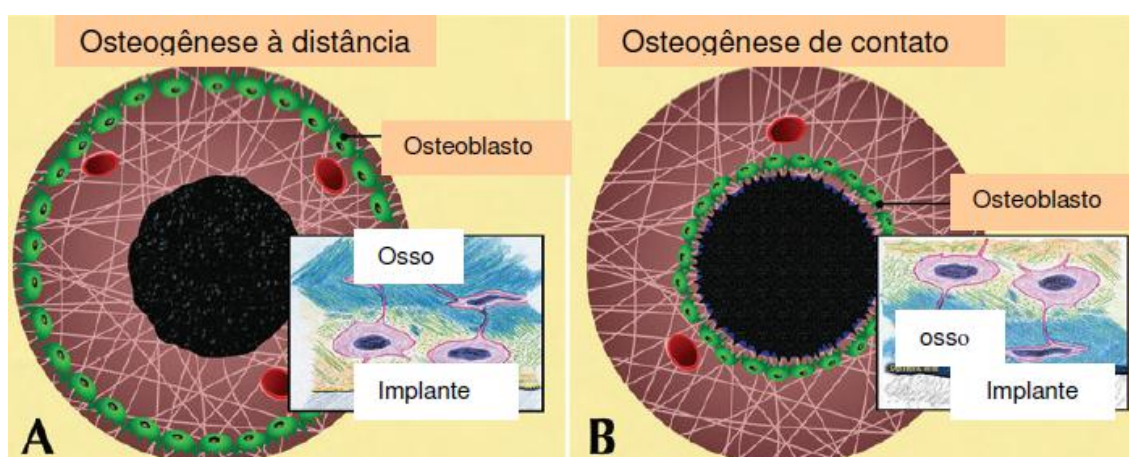 Osteogênese à distância
Osteoblasto
Osso
Implante
A
Osteogênese de contato
Osteoblasto
osso
Implante
B